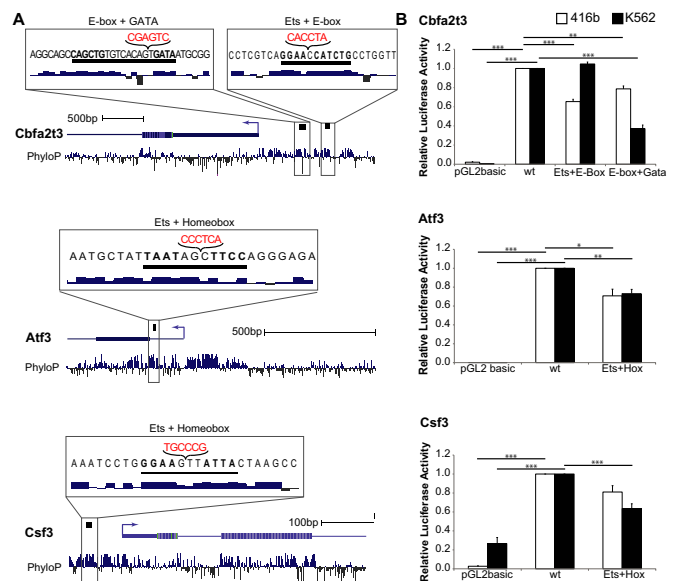 A
E-box + GATA
CGAGTC
AGGCAGCCAGCTGTGTCACAGTGATAATGCGG
Ets + E-box
CACCTA
CCTCGTCAGGAACCATCTGCCTGGTT
500bp
Cbfa2t3
PhyloP
Ets + Homeobox
CCCTCA
AATGCTATTAATAGCTTCCAGGGAGA
500bp
Atf3
PhyloP
Ets + Homeobox
TGCCCG
AAATCCTGGGAAGTTATTACTAAGCC
100bp
Csf3
PhyloP
B
Cbfa2t3
416b
K562
Relative Luciferase Activity
1.2
1.0
0.8
0.6
0.4
0.2
0
***
***
***
**
***
pGL2basic
wt
Ets+E-Box
E-box+Gata
Atf3
Relative Luciferase Activity
1.2
1.0
0.8
0.6
0.4
0.2
0
***
***
*
**
pGL2 basic
wt
Ets+Hox
Csf3
Relative Luciferase Activity
1.2
1.0
0.8
0.6
0.4
0.2
0
***
***
***
pGL2basic
wt
Ets+Hox